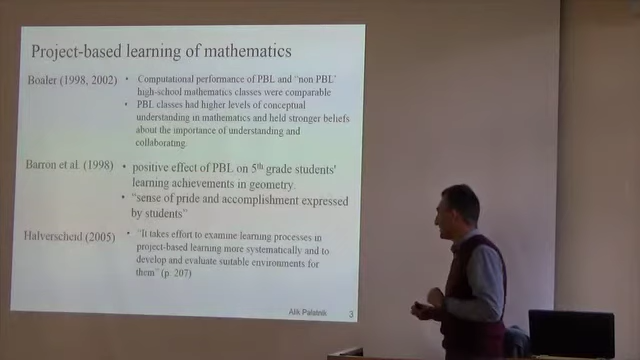 Project-based learning of mathematics
Boaler (1998, 2002)
• Computational performance of PBL and "non PBL"
high-school mathematics classes were comparable
• PBL classes had higher levels of conceptual
understanding in mathematics and held stronger beliefs
about the importance of understanding and
collaborating.
Barron et al. (1998)
• positive effect of PBL on 5th grade students'
learning achievements in geometry.
• "sense of pride and accomplishment expressed
by students"
Halverscheid (2005)
• "It takes effort to examine learning processes in
project-based learning more systematically and to
develop and evaluate suitable environments for
them" (p. 207)
Alik Palatnik 3